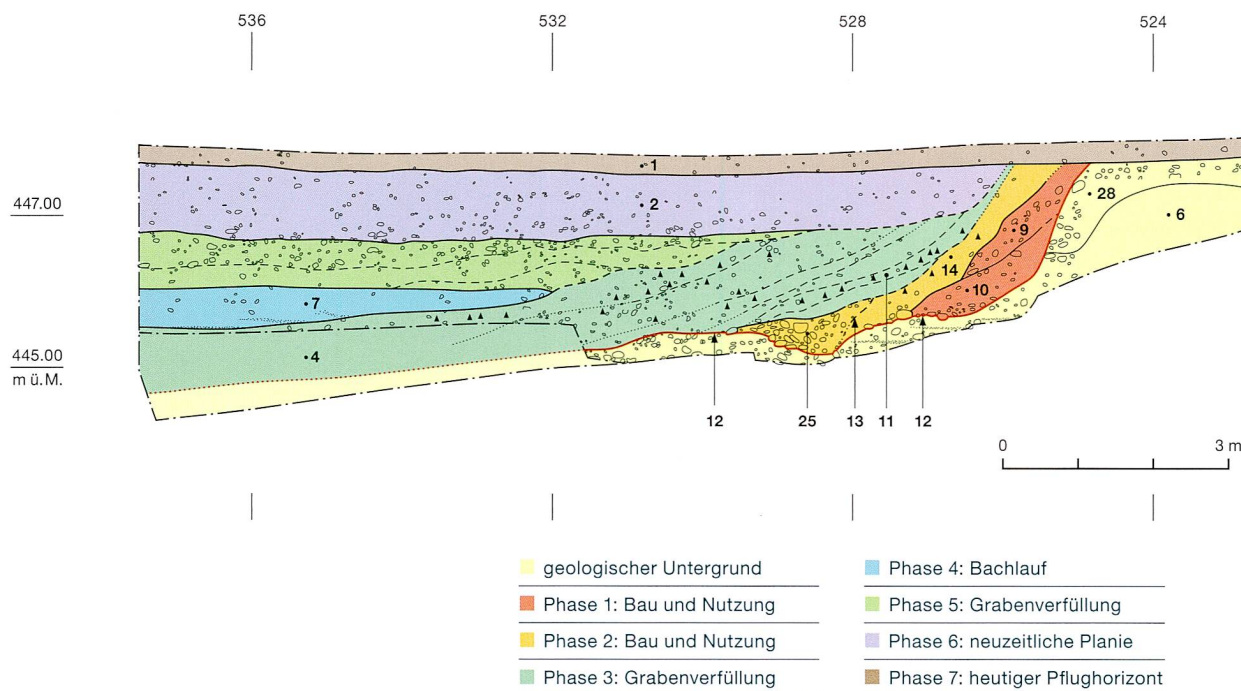 536 532 528 524
1
28
447.00
2
6
9
14
11
10
7
4
445.00
m ü.M.
12 25 13 11 12
0 3 m
geologischer Untergrund
Phase 1: Bau und Nutzung
Phase 2: Bau und Nutzung
Phase 3: Grabenverfüllung
Phase 4: Bachlauf
Phase 5: Grabenverfüllung
Phase 6: neuzeitliche Planie
Phase 7: heutiger Pflughorizont